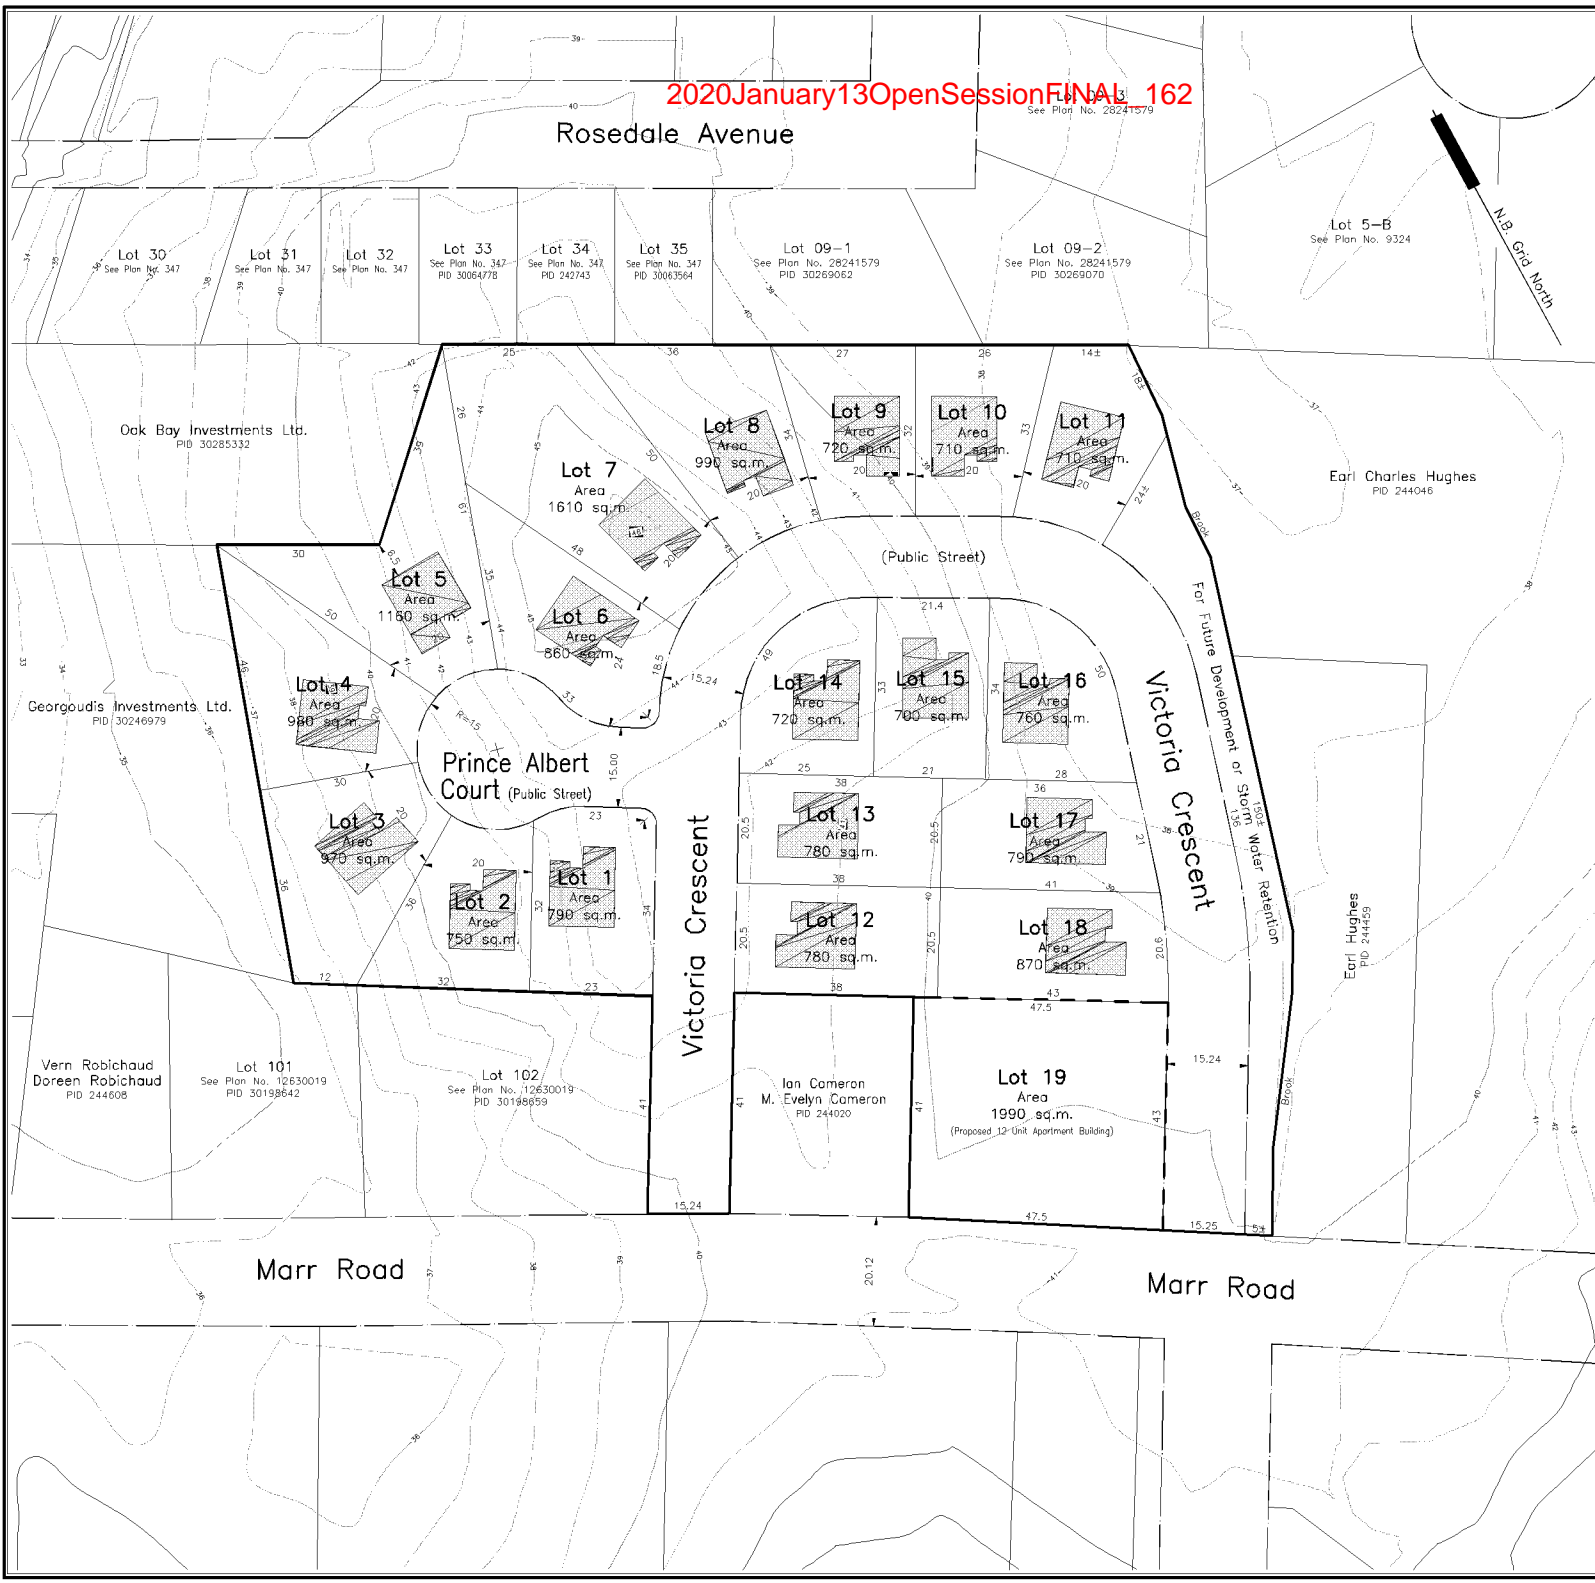 2020January13OpenSessionFINAL_162
See Plan No. 28241579
Rosedale Avenue
N.B. Grid North
Lot 30
See Plan No. 347
Lot 31
See Plan No. 347
Lot 32
See Plan No. 347
Lot 33
See Plan No. 347
PID 30064778
Lot 34
See Plan No. 347
PID 242743
Lot 35
See Plan No. 347
PID 30063564
Lot 09-1
See Plan No. 28241579
PID 30269062
Lot 09-2
See Plan No. 28241579
PID 30269070
Lot 5-B
See Plan No. 9324
Oak Bay Investments Ltd.
PID 30285332
Earl Charles Hughes
PID 244046
Georgoudis Investments Ltd.
PID 30246979
Lot 7
Area
1610 sq.m.
Lot 8
Area
990 sq.m.
Lot 9
Area
720 sq.m.
Lot 10
Area
710 sq.m.
Lot 11
Area
710 sq.m.
Lot 5
Area
1160 sq.m.
Lot 6
Area
860 sq.m.
(Public Street)
Brook
For Future Development or Storm Water Retention
Lot 4
Area
980 sq.m.
Lot 14
Area
720 sq.m.
Lot 15
Area
700 sq.m.
Lot 16
Area
760 sq.m.
Victoria Crescent
Prince Albert
Court (Public Street)
R=15
Lot 3
Area
970 sq.m.
Lot 13
Area
780 sq.m.
Lot 17
Area
790 sq.m.
Lot 2
Area
750 sq.m.
Lot 1
Area
790 sq.m.
Victoria Crescent
Lot 12
Area
780 sq.m.
Lot 18
Area
870 sq.m.
Earl Hughes
PID 244459
Vern Robichaud
Doreen Robichaud
PID 244608
Lot 101
See Plan No. 12630019
PID 30198642
Lot 102
See Plan No. 12630019
PID 30198659
Ian Cameron
M. Evelyn Cameron
PID 244020
Lot 19
Area
1990 sq.m.
(Proposed 12 Unit Apartment Building)
Brook
15.24
47.5
15.25
5±
20.12
Marr Road
Marr Road